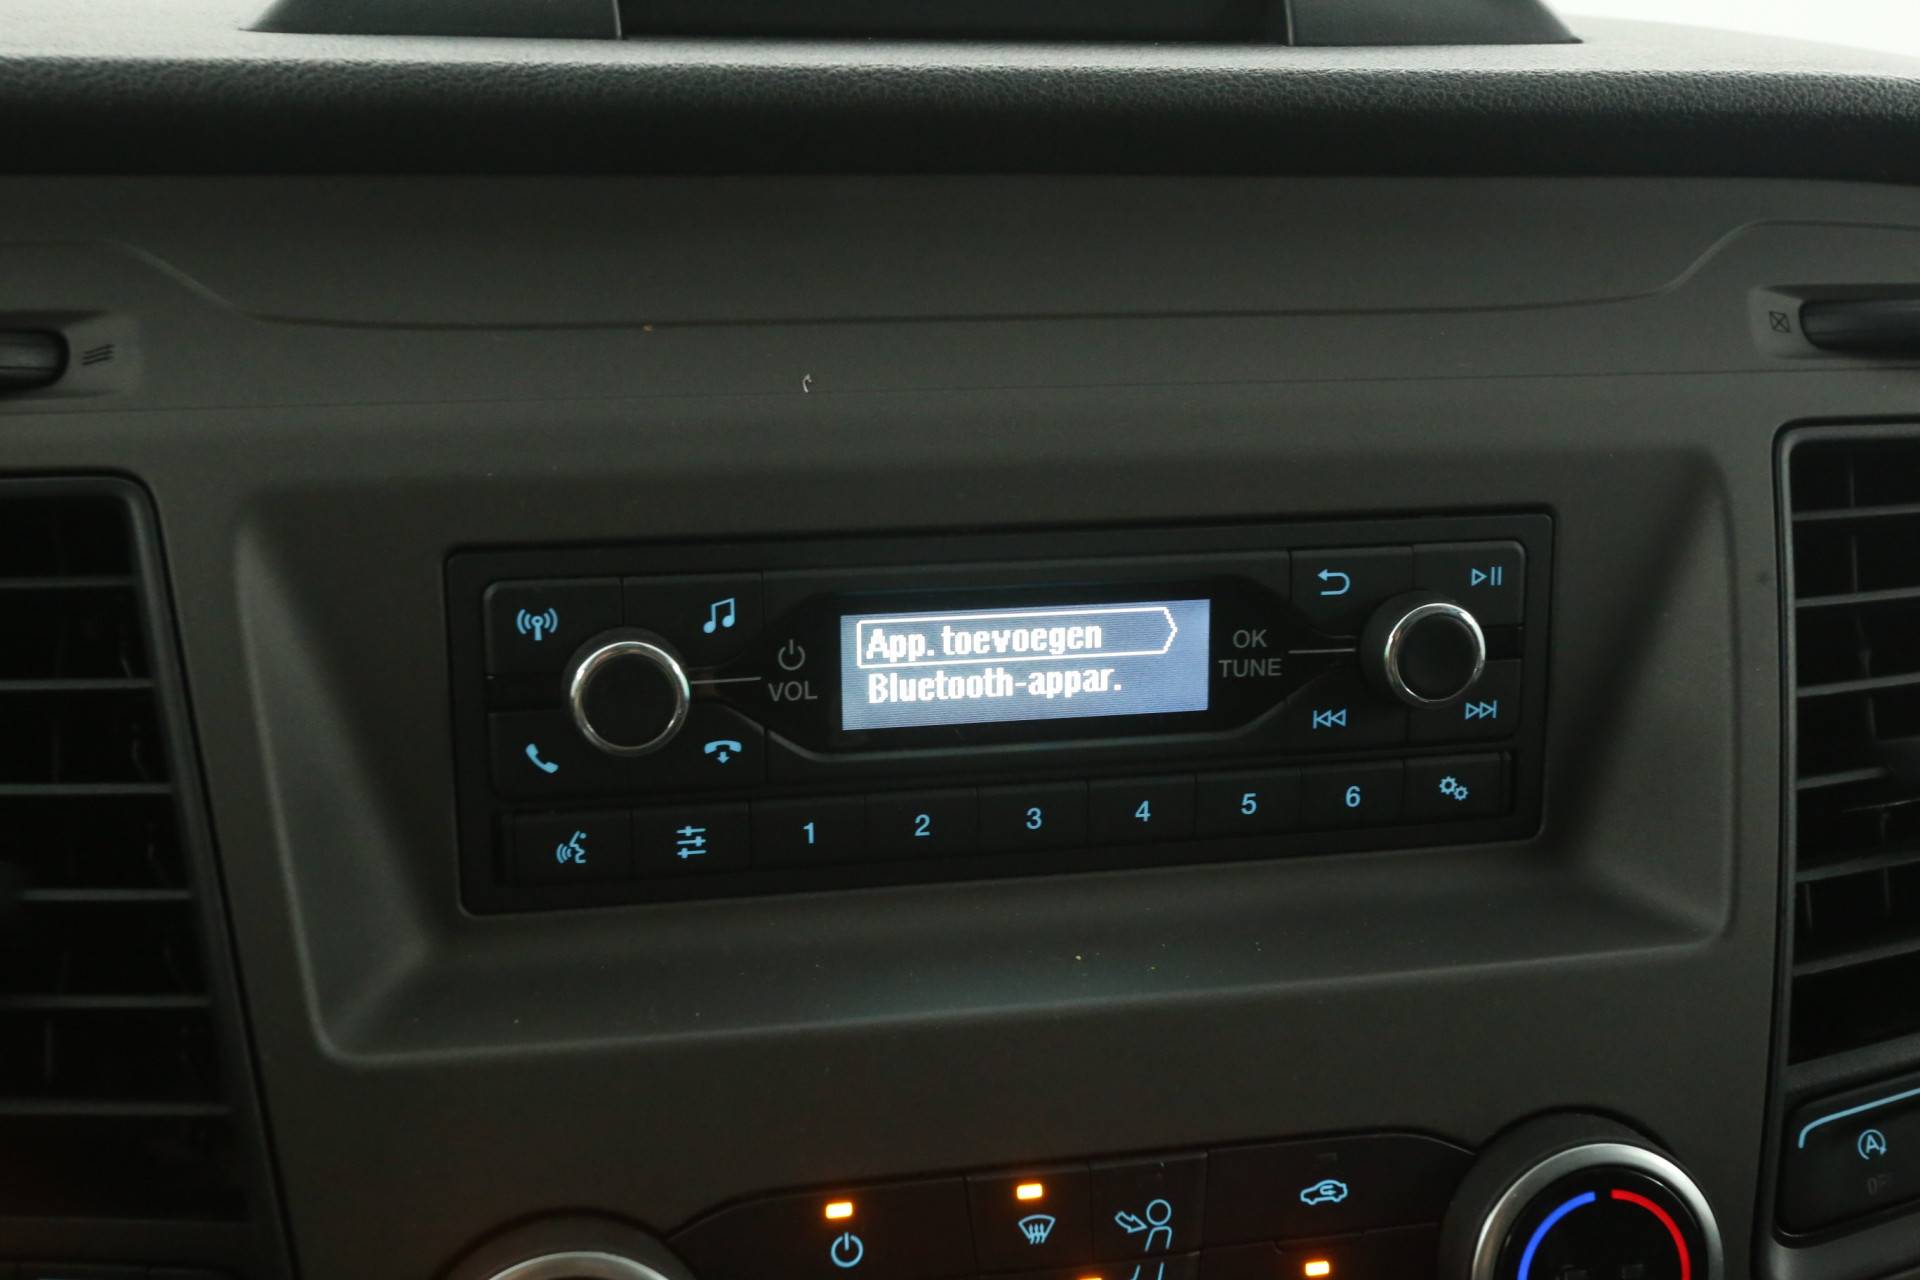 App. toevoegen
Bluetooth-appar.
VOL
OK
TUNE
1 2 3 4 5 6
A